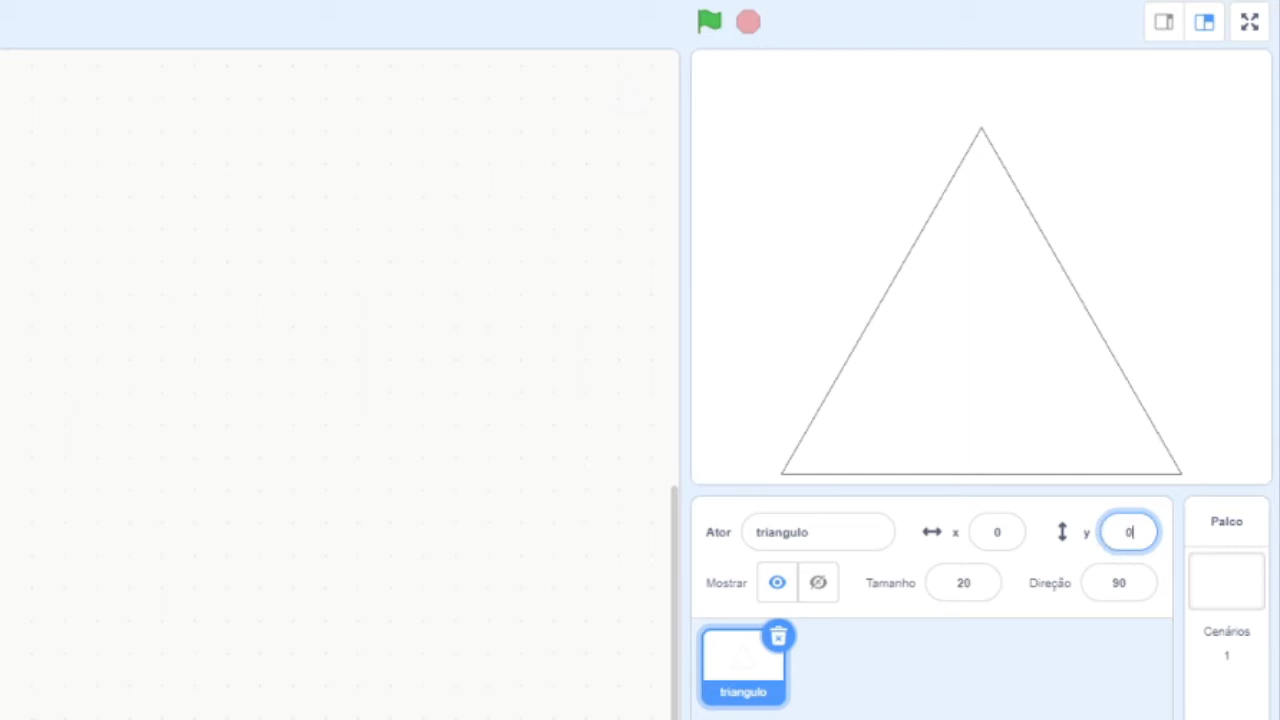 Ator triangulo x 0 y 0
Mostrar Tamanho 20 Direção 90
triangulo
Palco
Cenários
1